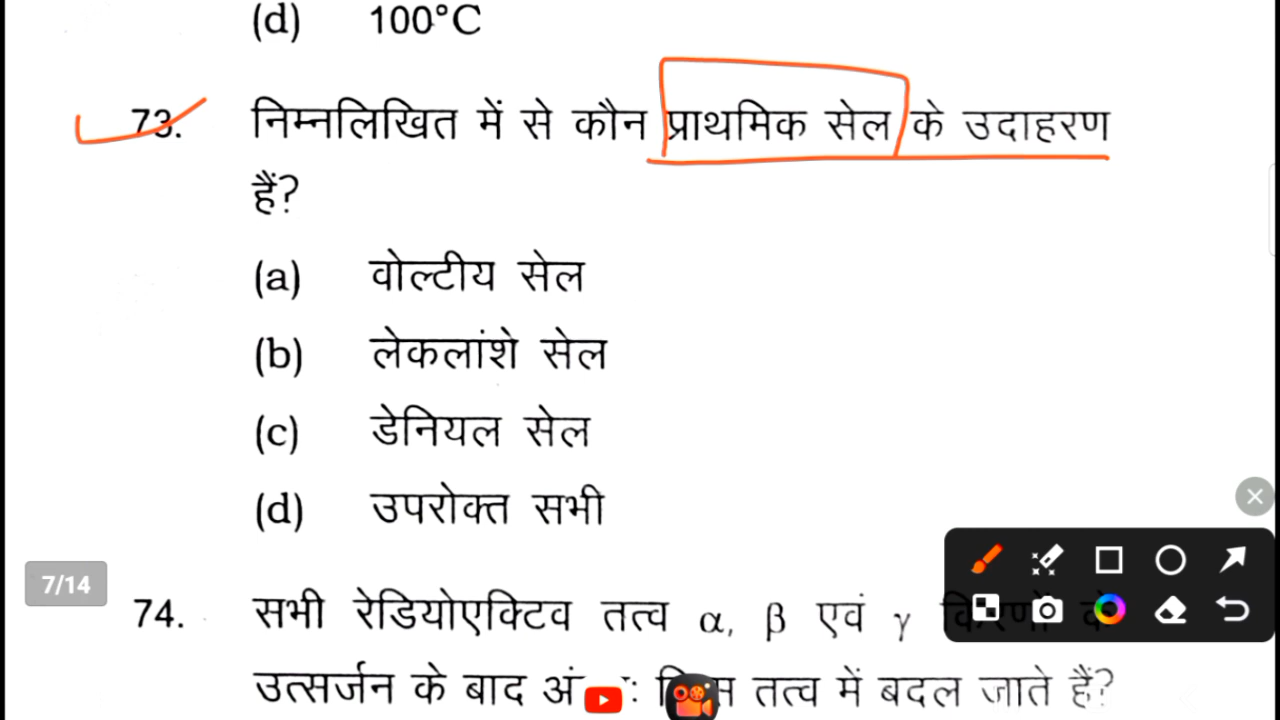 (d) 100°C
73. निम्नलिखित में से कौन प्राथमिक सेल के उदाहरण
हैं?
(a) वोल्टीय सेल
(b) लेकलांशे सेल
(c) डेनियल सेल
(d) उपरोक्त सभी
7/14
74. सभी रेडियोएक्टिव तत्व α, β एवं γ
उत्सर्जन के बाद तत्व में बदल जाते हैं?